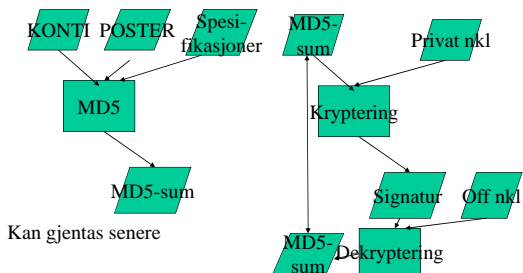 KONTI
POSTER
Spesi-
fikasjoner
MD5
MD5-sum
Kan gjentas senere
MD5-
sum
Privat nkl
Kryptering
Signatur
Off nkl
MD5-
sum
Dekryptering